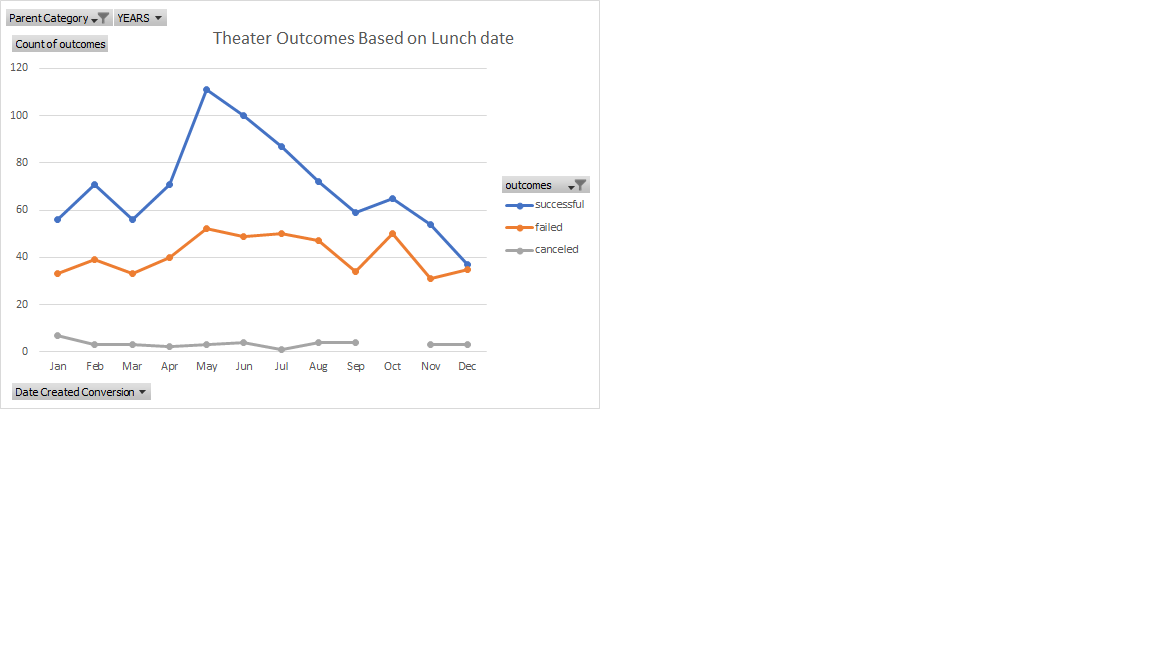 Parent Category YEARS
Count of outcomes
Theater Outcomes Based on Lunch date
120
100
80
60
40
20
0
Jan Feb Mar Apr May Jun Jul Aug Sep Oct Nov Dec
outcomes
successful
failed
canceled
Date Created Conversion